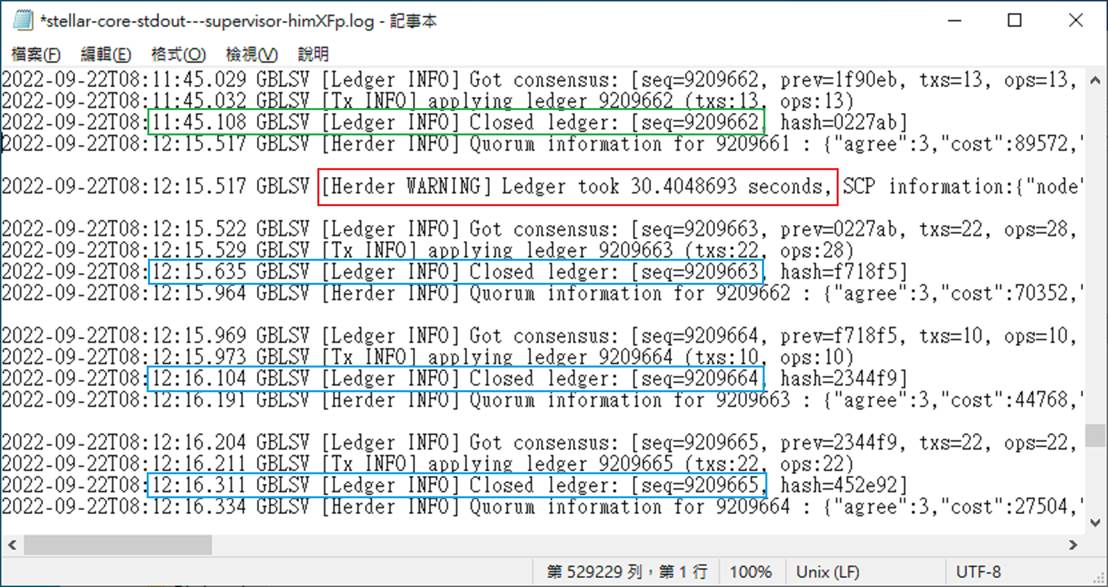 *stellar-core-stdout---supervisor-himXFp.log - 記事本
檔案(F) 編輯(E) 格式(O) 檢視(V) 說明
2022-09-22T08:11:45.029 GBLSV [Ledger INFO] Got consensus: [seq=9209662, prev=1f90eb, txs=13, ops=13,
2022-09-22T08:11:45.032 GBLSV [Tx INFO] applying ledger 9209662 (txs:13, ops:13)
2022-09-22T08:11:45.108 GBLSV [Ledger INFO] Closed ledger: [seq=9209662, hash=0227ab]
2022-09-22T08:12:15.517 GBLSV [Herder INFO] Quorum information for 9209661 : {"agree":3,"cost":89572,"
2022-09-22T08:12:15.517 GBLSV [Herder WARNING] Ledger took 30.4048693 seconds, SCP information:{"node"
2022-09-22T08:12:15.522 GBLSV [Ledger INFO] Got consensus: [seq=9209663, prev=0227ab, txs=22, ops=28,
2022-09-22T08:12:15.529 GBLSV [Tx INFO] applying ledger 9209663 (txs:22, ops:28)
2022-09-22T08:12:15.635 GBLSV [Ledger INFO] Closed ledger: [seq=9209663, hash=f718f5]
2022-09-22T08:12:15.964 GBLSV [Herder INFO] Quorum information for 9209662 : {"agree":3,"cost":70352,"
2022-09-22T08:12:15.969 GBLSV [Ledger INFO] Got consensus: [seq=9209664, prev=f718f5, txs=10, ops=10,
2022-09-22T08:12:15.973 GBLSV [Tx INFO] applying ledger 9209664 (txs:10, ops:10)
2022-09-22T08:12:16.104 GBLSV [Ledger INFO] Closed ledger: [seq=9209664, hash=2344f9]
2022-09-22T08:12:16.191 GBLSV [Herder INFO] Quorum information for 9209663 : {"agree":3,"cost":44768,"
2022-09-22T08:12:16.204 GBLSV [Ledger INFO] Got consensus: [seq=9209665, prev=2344f9, txs=22, ops=22,
2022-09-22T08:12:16.211 GBLSV [Tx INFO] applying ledger 9209665 (txs:22, ops:22)
2022-09-22T08:12:16.311 GBLSV [Ledger INFO] Closed ledger: [seq=9209665, hash=452e92]
2022-09-22T08:12:16.334 GBLSV [Herder INFO] Quorum information for 9209664 : {"agree":3,"cost":27504,"
第 529229 列，第 1 行 100% Unix (LF) UTF-8